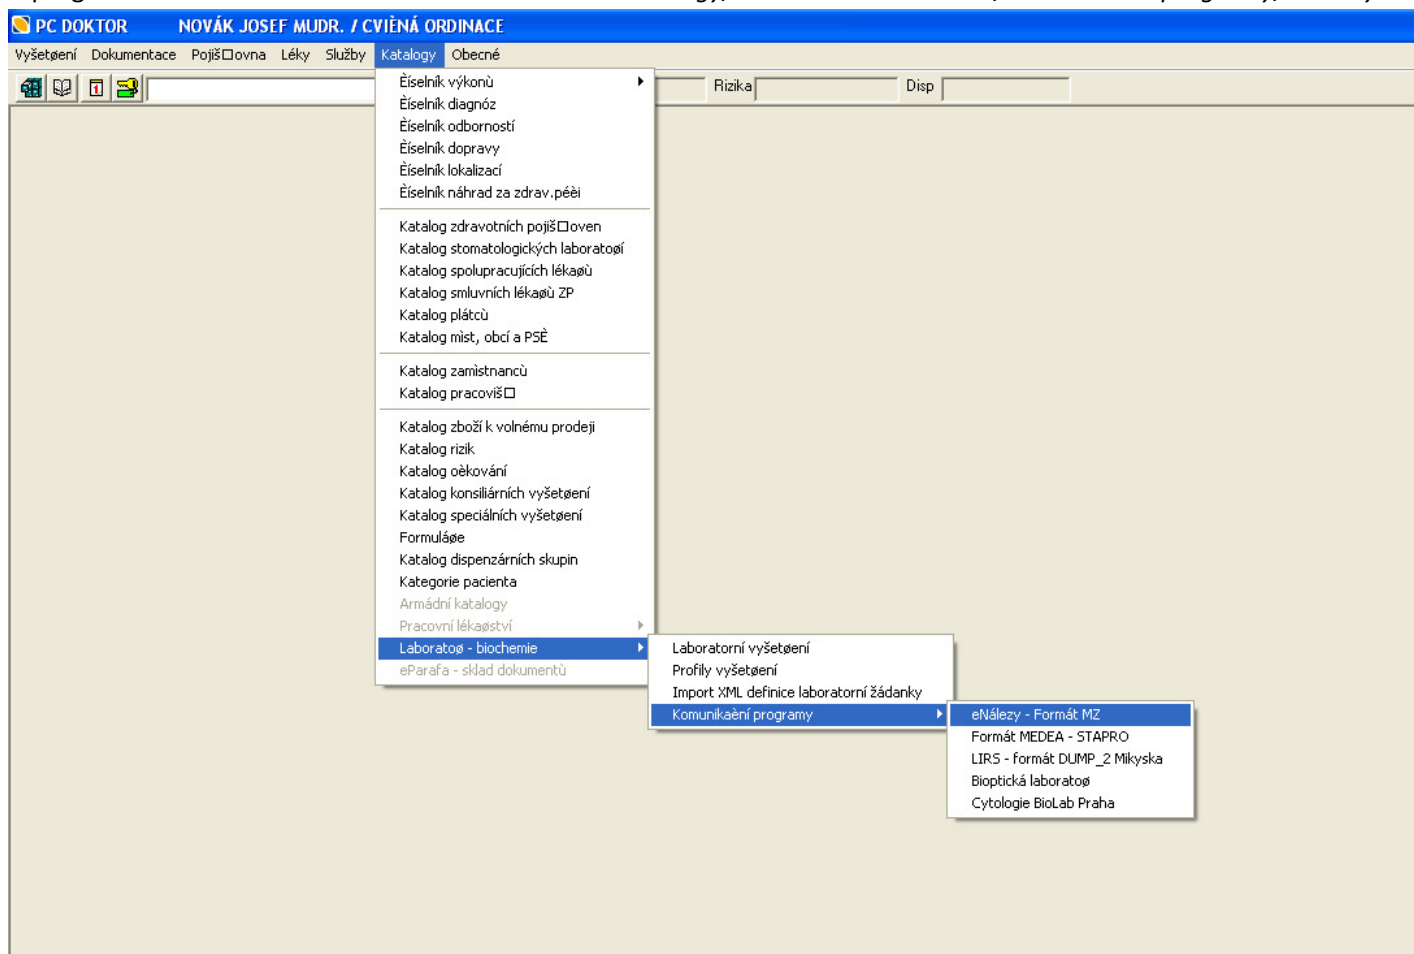 PC DOKTOR NOVÁK JOSEF MUDR. / CVIÈNÁ ORDINACE
Vyšetøení Dokumentace Pojiš□ovna Léky Služby Katalogy Obecné
Rizika Disp
Èíselník výkonù
Èíselník diagnóz
Èíselník odborností
Èíselník dopravy
Èíselník lokalizací
Èíselník náhrad za zdrav.péèi
Katalog zdravotních pojiš□oven
Katalog stomatologických laboratoøí
Katalog spolupracujících lékaøù
Katalog smluvních lékaøù ZP
Katalog plátcù
Katalog mìst, obcí a PSÈ
Katalog zamìstnancù
Katalog pracoviš□
Katalog zboží k volnému prodeji
Katalog rizik
Katalog oèkování
Katalog konsiliárních vyšetøení
Katalog speciálních vyšetøení
Formuláøe
Katalog dispenzárních skupin
Kategorie pacienta
Armádní katalogy
Pracovní lékaøství
Laboratoø - biochemie
eParafa - sklad dokumentù
Laboratorní vyšetøení
Profily vyšetøení
Import XML definice laboratorní žádanky
Komunikaèní programy
eNálezy - Formát MZ
Formát MEDEA - STAPRO
LIRS - formát DUMP_2 Mikyska
Bioptická laboratoø
Cytologie BioLab Praha